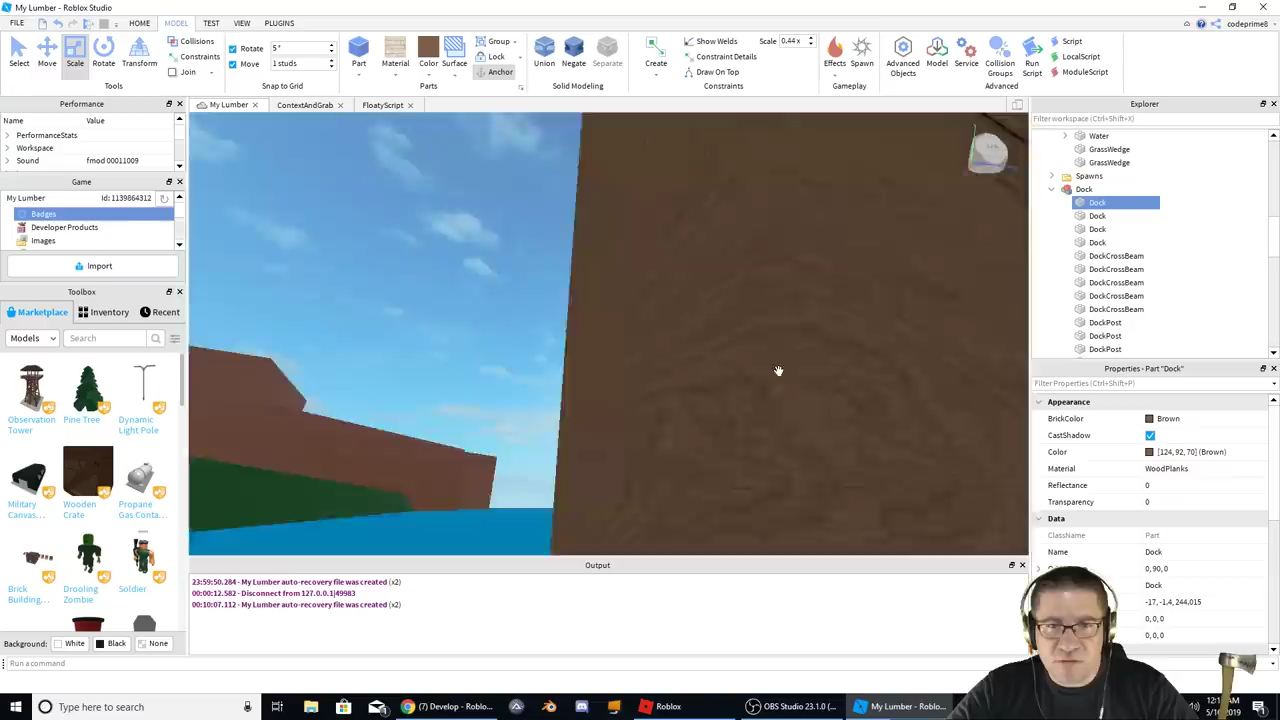 My Lumber - Roblox Studio
FILE HOME MODEL TEST VIEW PLUGINS codeprime8
Select Move Scale Rotate Transform
Collisions
Constraints
Join
Tools
Rotate 5°
Move 1 studs
Snap to Grid
Part Material Color Surface
Group
Lock
Anchor
Parts
Union Negate Separate
Solid Modeling
Create
Show Welds Scale 0.44 x
Constraint Details
Draw On Top
Constraints
Effects Spawn
Gameplay
Advanced Objects Model Service Collision Groups Run Script
Script
LocalScript
ModuleScript
Advanced
Performance
Name Value
PerformanceStats
Workspace
Sound fmod 00011009
Game
My Lumber Id: 1139864312
Badges
Developer Products
Images
Import
Toolbox
Marketplace Inventory Recent
Models Search
Observation Tower
Pine Tree
Dynamic Light Pole
Military Canvas...
Wooden Crate
Propane Gas Conta...
Brick Building...
Drooling Zombie
Soldier
Background: White Black None
My Lumber ContextAndGrab FloatyScript
Output
23:59:50.284 - My Lumber auto-recovery file was created (x2)
00:00:12.582 - Disconnect from 127.0.0.1|49983
00:10:07.112 - My Lumber auto-recovery file was created (x2)
Explorer
Filter workspace (Ctrl+Shift+X)
Water
GrassWedge
GrassWedge
Spawns
Dock
Dock
Dock
Dock
Dock
DockCrossBeam
DockCrossBeam
DockCrossBeam
DockCrossBeam
DockCrossBeam
DockPost
DockPost
DockPost
Properties - Part "Dock"
Filter Properties (Ctrl+Shift+P)
Appearance
BrickColor Brown
CastShadow
Color [124, 92, 70] (Brown)
Material WoodPlanks
Reflectance 0
Transparency 0
Data
ClassName Part
Name Dock
0, 90, 0
Dock
-17, -1.4, 244.015
0, 0, 0
0, 0, 0
Run a command
Type here to search
(7) Develop - Roblo...
Roblox
OBS Studio 23.1.0 (...
My Lumber - Roblo...